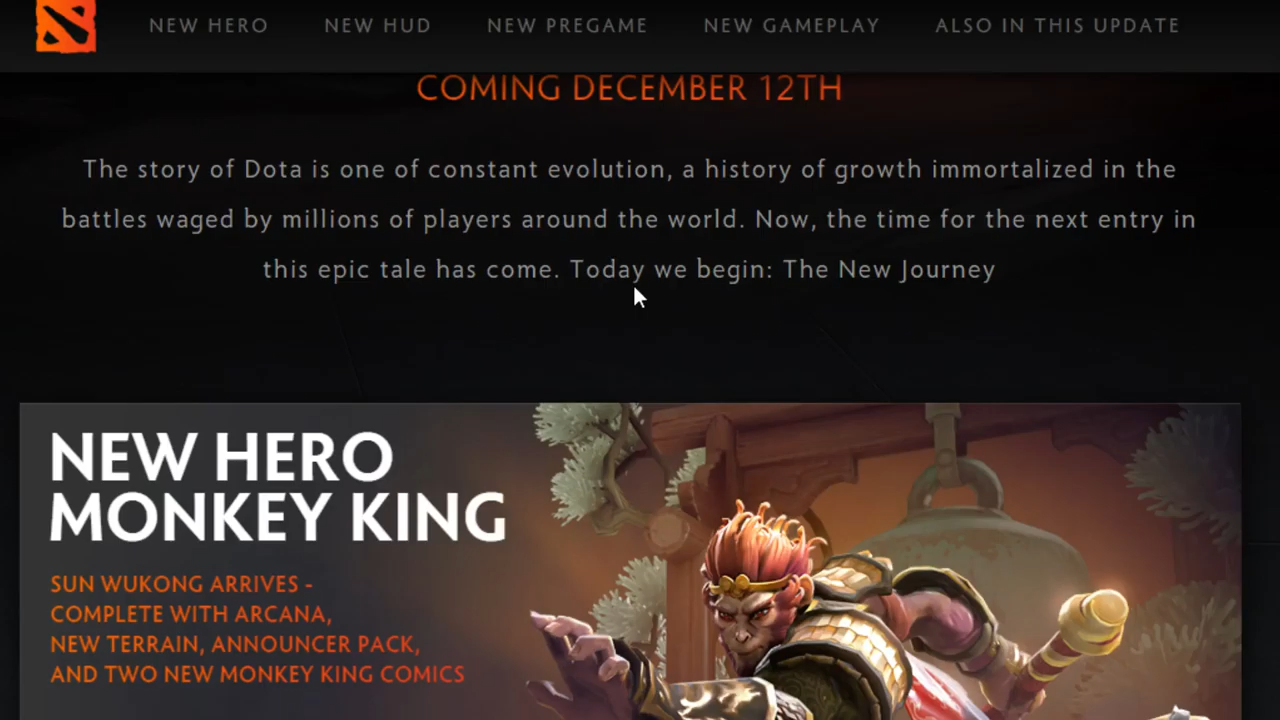 NEW HERO NEW HUD NEW PREGAME NEW GAMEPLAY ALSO IN THIS UPDATE
COMING DECEMBER 12TH
The story of Dota is one of constant evolution, a history of growth immortalized in the
battles waged by millions of players around the world. Now, the time for the next entry in
this epic tale has come. Today we begin: The New Journey
NEW HERO
MONKEY KING
SUN WUKONG ARRIVES -
COMPLETE WITH ARCANA,
NEW TERRAIN, ANNOUNCER PACK,
AND TWO NEW MONKEY KING COMICS